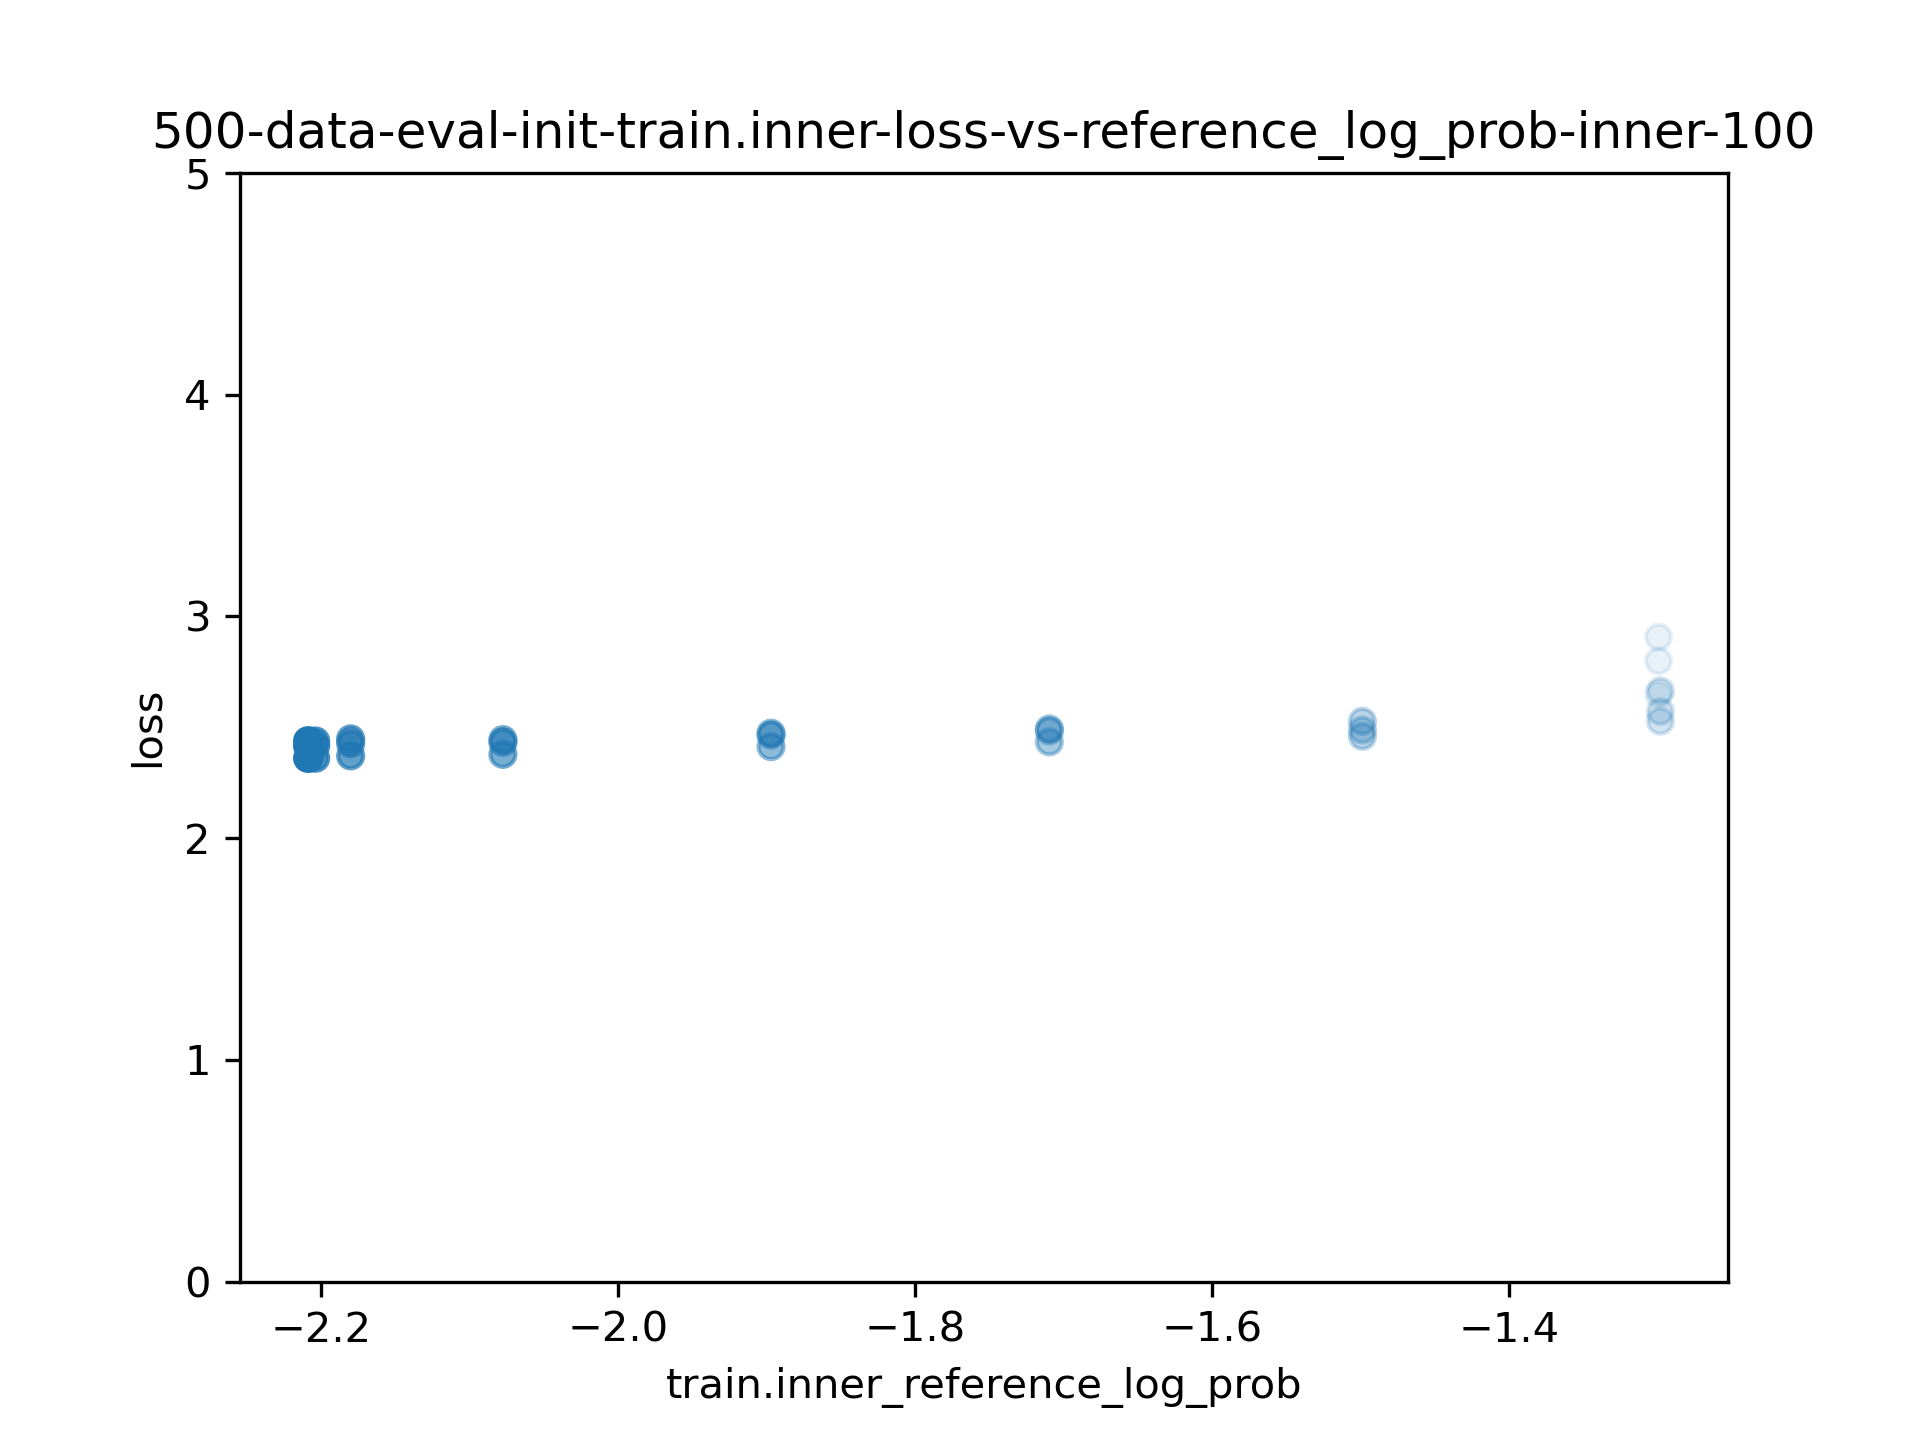 500-data-eval-init-train.inner-loss-vs-reference_log_prob-inner-100
5
4
3
2
1
0
loss
−2.2 −2.0 −1.8 −1.6 −1.4
train.inner_reference_log_prob